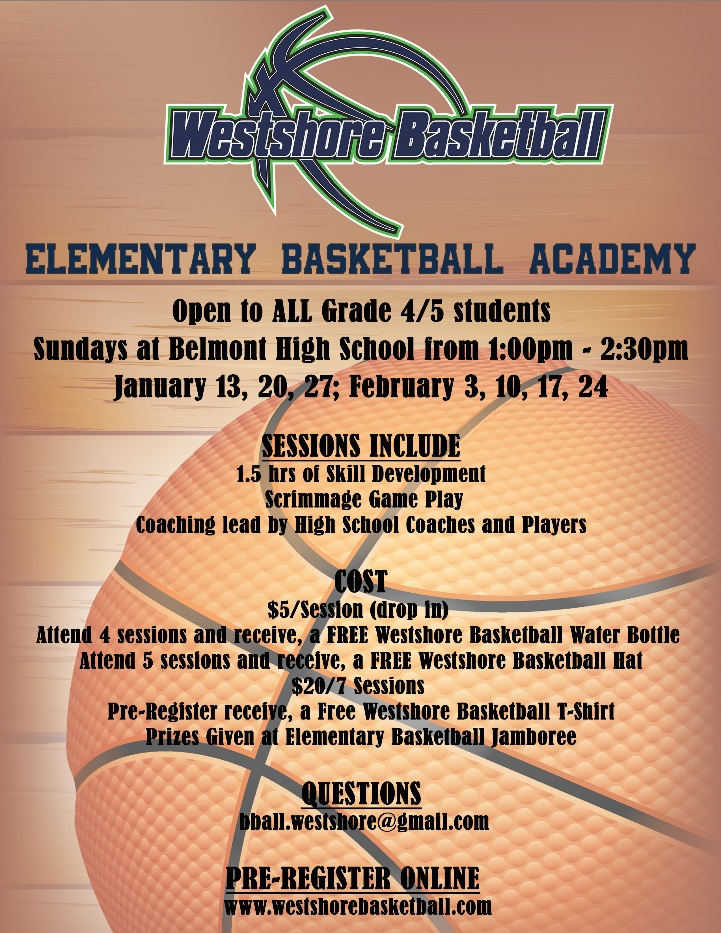 Westshore Basketball
ELEMENTARY BASKETBALL ACADEMY
Open to ALL Grade 4/5 students
Sundays at Belmont High School from 1:00pm - 2:30pm
January 13, 20, 27; February 3, 10, 17, 24
SESSIONS INCLUDE
1.5 hrs of Skill Development
Scrimmage Game Play
Coaching lead by High School Coaches and Players
COST
$5/Session (drop in)
Attend 4 sessions and receive, a FREE Westshore Basketball Water Bottle
Attend 5 sessions and receive, a FREE Westshore Basketball Hat
$20/7 Sessions
Pre-Register receive, a Free Westshore Basketball T-Shirt
Prizes Given at Elementary Basketball Jamboree
QUESTIONS
bball.westshore@gmail.com
PRE-REGISTER ONLINE
www.westshorebasketball.com